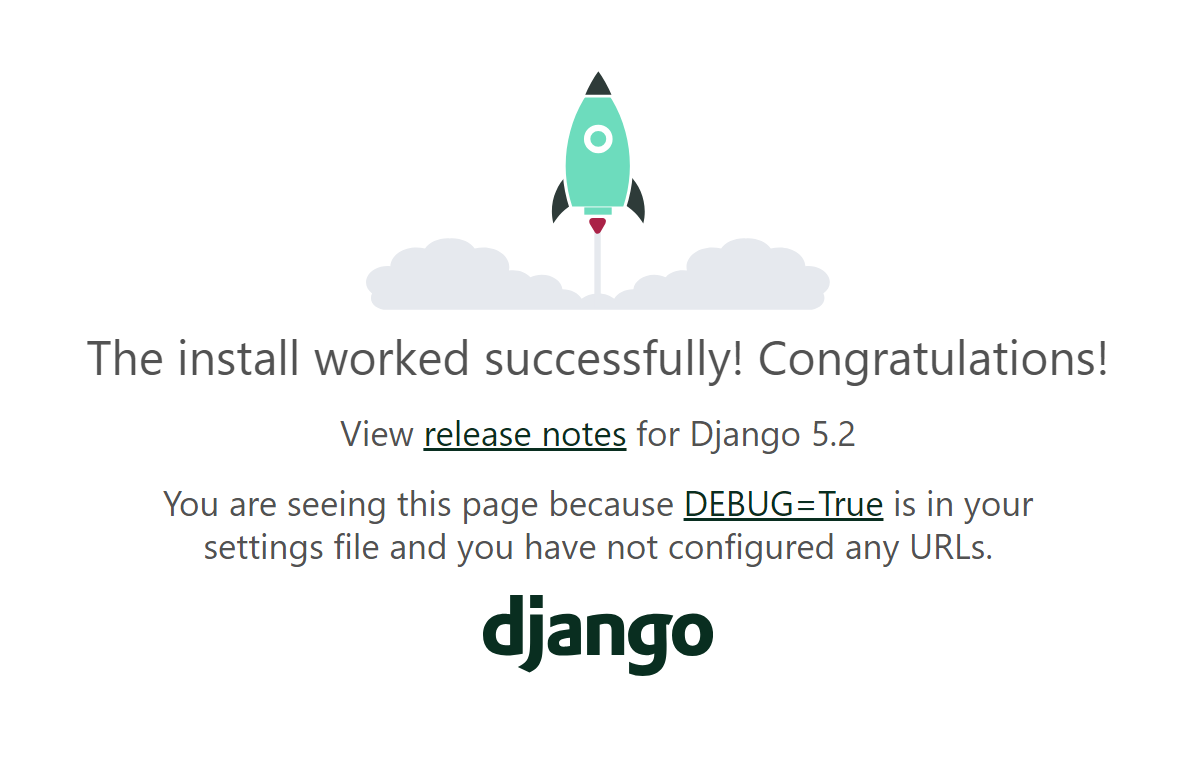 The install worked successfully! Congratulations!
View release notes for Django 5.2
You are seeing this page because DEBUG=True is in your
settings file and you have not configured any URLs.
django